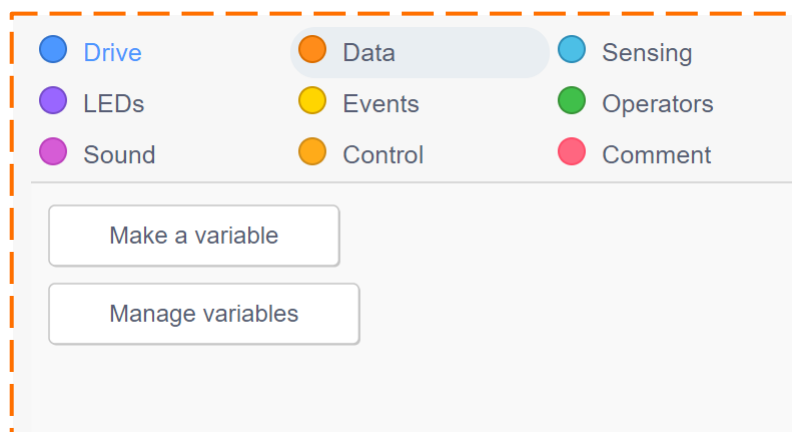 Drive Data Sensing
LEDs Events Operators
Sound Control Comment
Make a variable
Manage variables